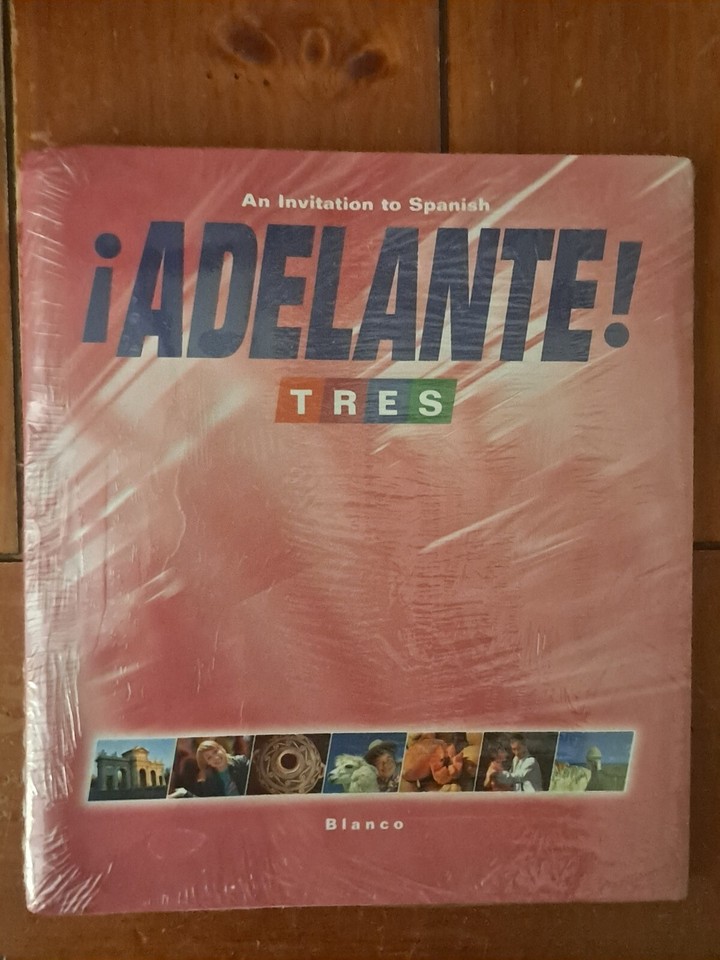 An Invitation to Spanish
¡ADELANTE!
TRES
Blanco